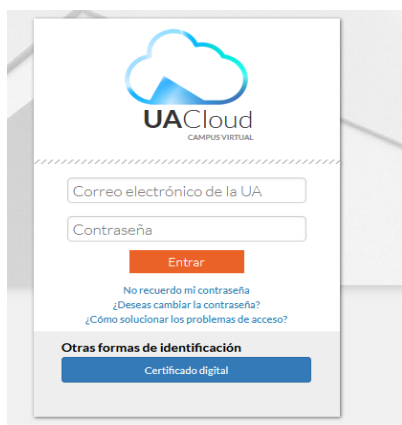 UACloud
CAMPUS VIRTUAL
Correo electrónico de la UA
Contraseña
Entrar
No recuerdo mi contraseña
¿Deseas cambiar la contraseña?
¿Cómo solucionar los problemas de acceso?
Otras formas de identificación
Certificado digital